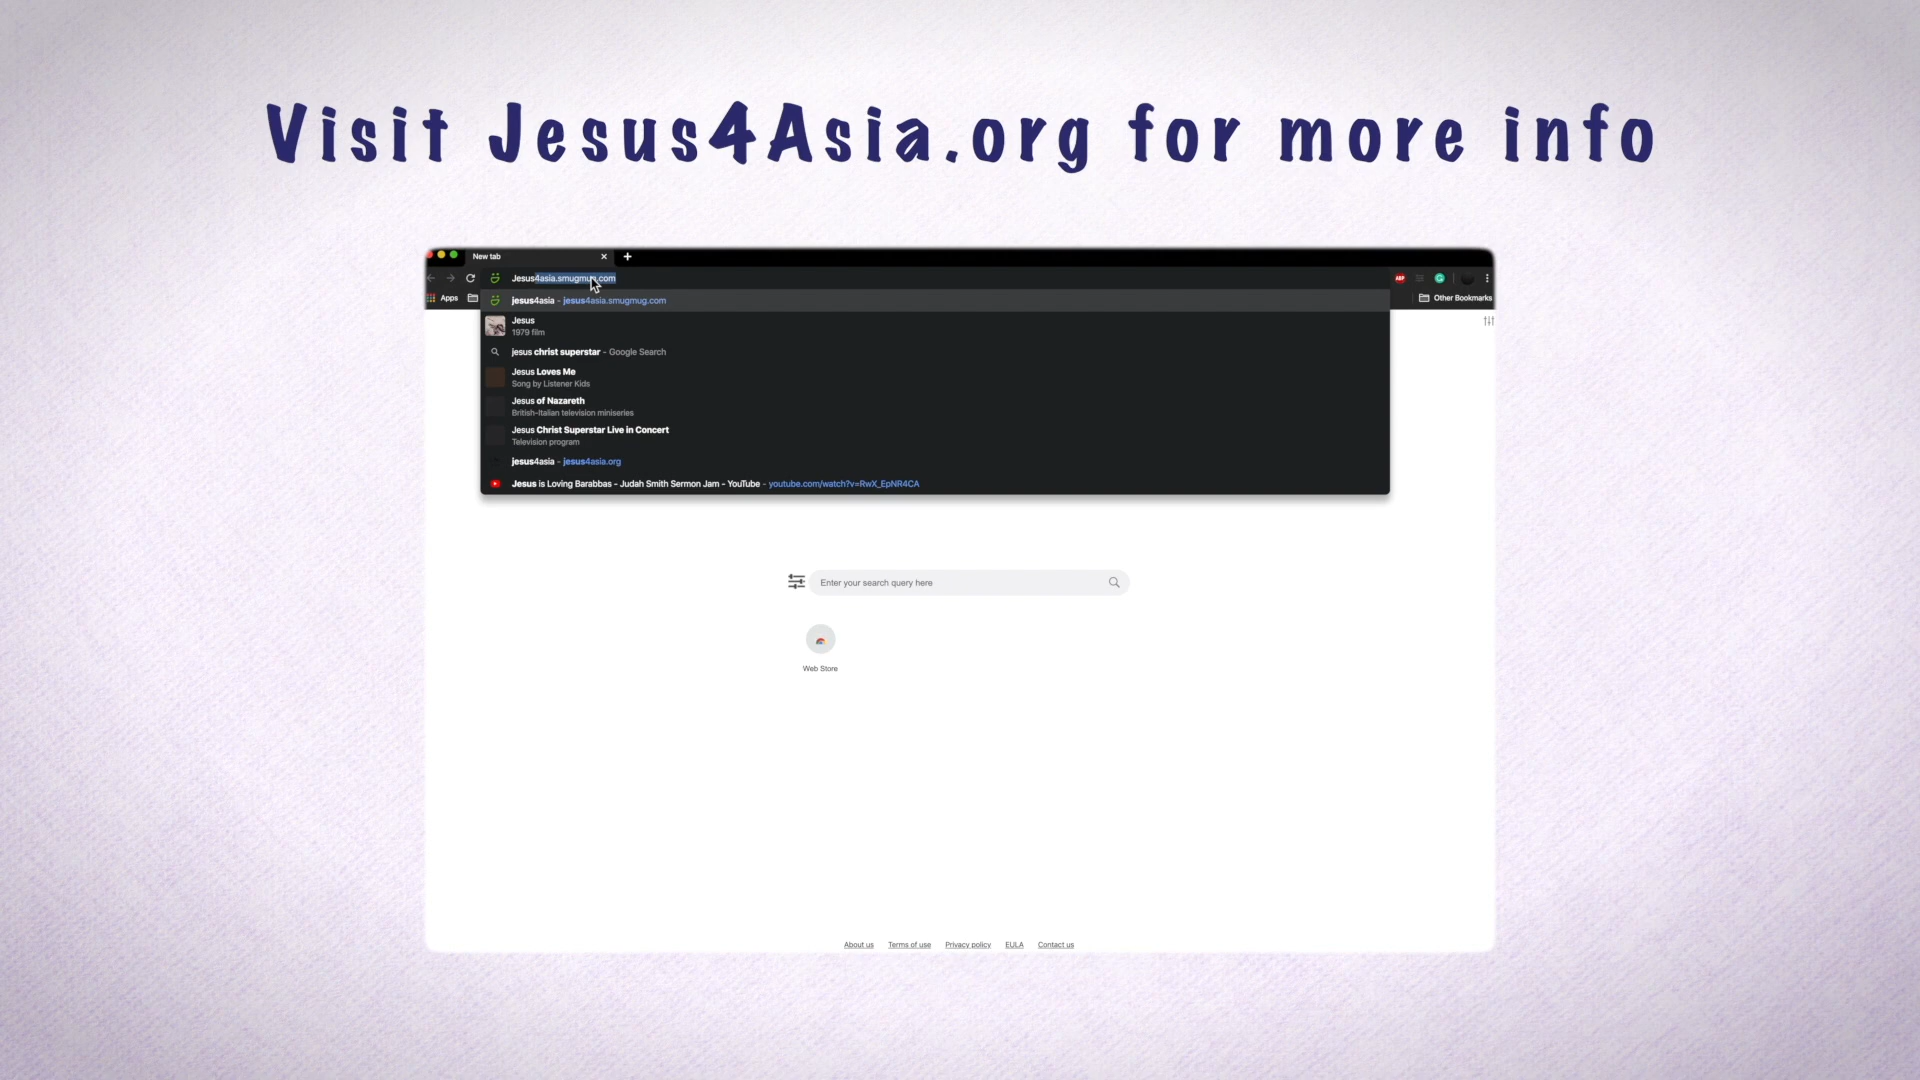 Visit Jesus4Asia.org for more info
New tab
Jesus4asia.smugmug.com
ABP
Apps
Other Bookmarks
jesus4asia - jesus4asia.smugmug.com
Jesus
1979 film
jesus christ superstar - Google Search
Jesus Loves Me
Song by Listener Kids
Jesus of Nazareth
British-Italian television miniseries
Jesus Christ Superstar Live in Concert
Television program
jesus4asia - jesus4asia.org
Jesus is Loving Barabbas - Judah Smith Sermon Jam - YouTube - youtube.com/watch?v=RwX_EpNR4CA
Enter your search query here
Web Store
About us Terms of use Privacy policy EULA Contact us